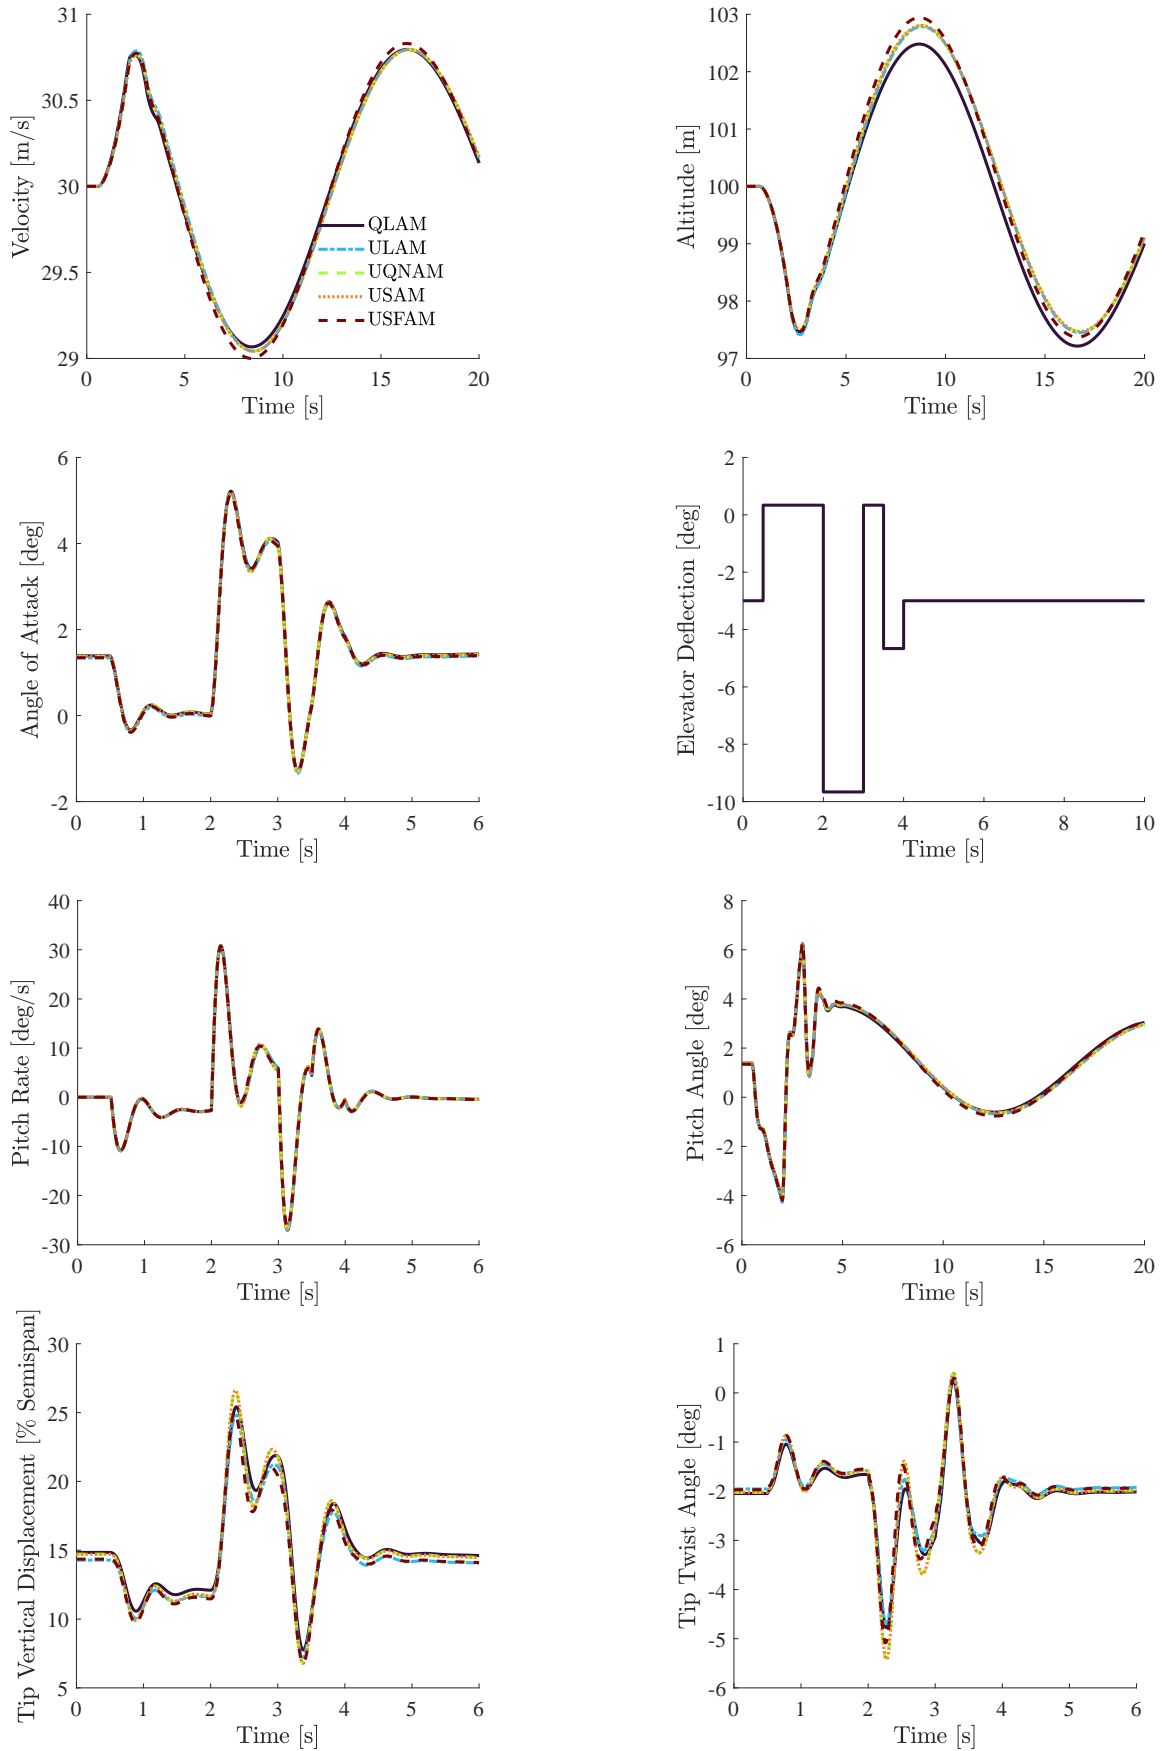 31
30.5
30
29.5
29
Velocity [m/s]
QLAM
ULAM
UQNAM
USAM
USFAM
0 5 10 15 20
Time [s]
103
102
101
100
99
98
97
Altitude [m]
0 5 10 15 20
Time [s]
6
4
2
0
-2
Angle of Attack [deg]
0 1 2 3 4 5 6
Time [s]
2
0
-2
-4
-6
-8
-10
Elevator Deflection [deg]
0 2 4 6 8 10
Time [s]
40
30
20
10
0
-10
-20
-30
Pitch Rate [deg/s]
0 1 2 3 4 5 6
Time [s]
8
6
4
2
0
-2
-4
-6
Pitch Angle [deg]
0 5 10 15 20
Time [s]
30
25
20
15
10
5
Tip Vertical Displacement [% Semispan]
0 1 2 3 4 5 6
Time [s]
1
0
-1
-2
-3
-4
-5
-6
Tip Twist Angle [deg]
0 1 2 3 4 5 6
Time [s]